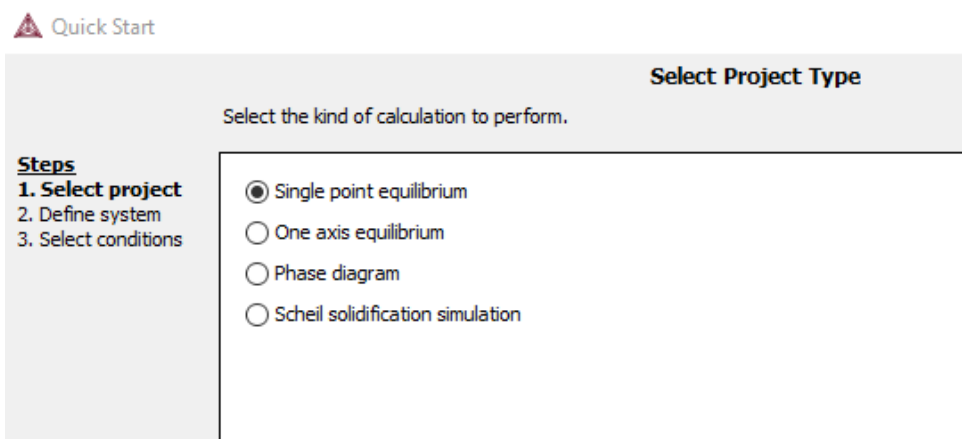 Quick Start
Select Project Type
Select the kind of calculation to perform.
Steps
1. Select project
2. Define system
3. Select conditions
Single point equilibrium
One axis equilibrium
Phase diagram
Scheil solidification simulation